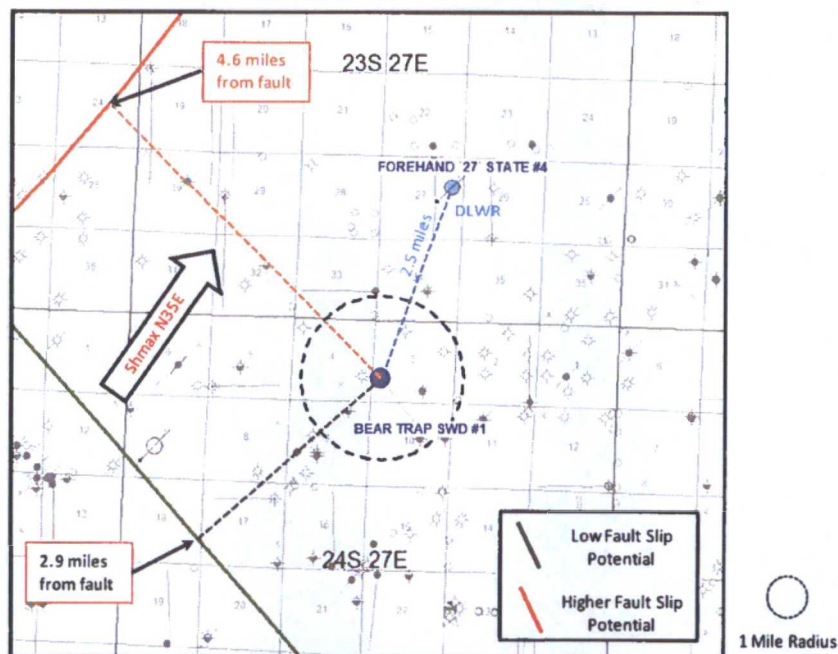 4.6 miles
from fault
23S 27E
FOREHAND 27 STATE #4
DLWR
2.5 miles
Shmax N35E
BEAR TRAP SWD #1
2.9 miles
from fault
24S 27E
Low Fault Slip
Potential
Higher Fault Slip
Potential
1 Mile Radius